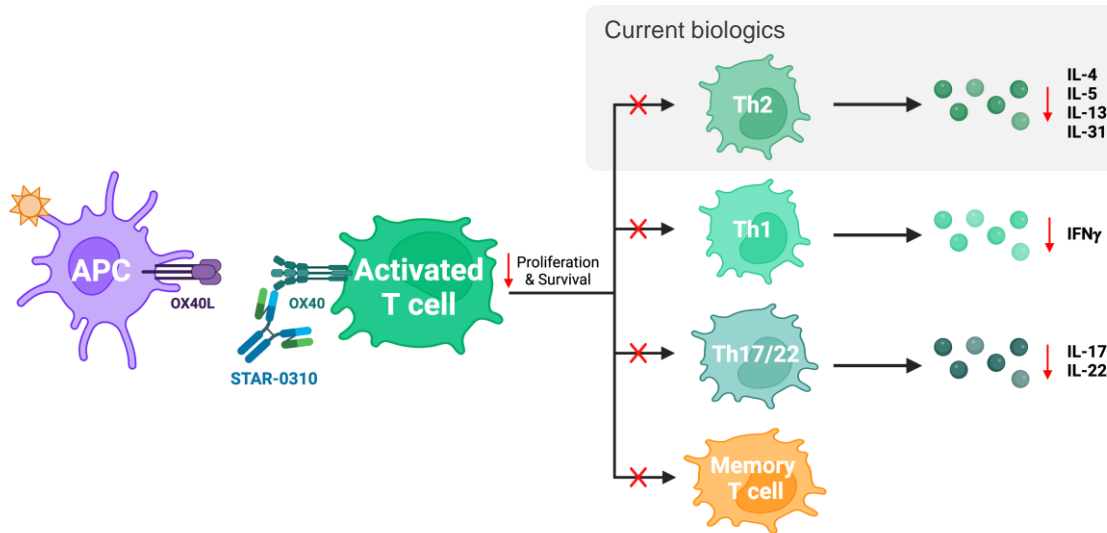 Current biologics
Th2
IL-4
IL-5
IL-13
IL-31
APC
OX40L
OX40
STAR-0310
Activated
T cell
Proliferation
& Survival
Th1
IFNγ
Th17/22
IL-17
IL-22
Memory
T cell